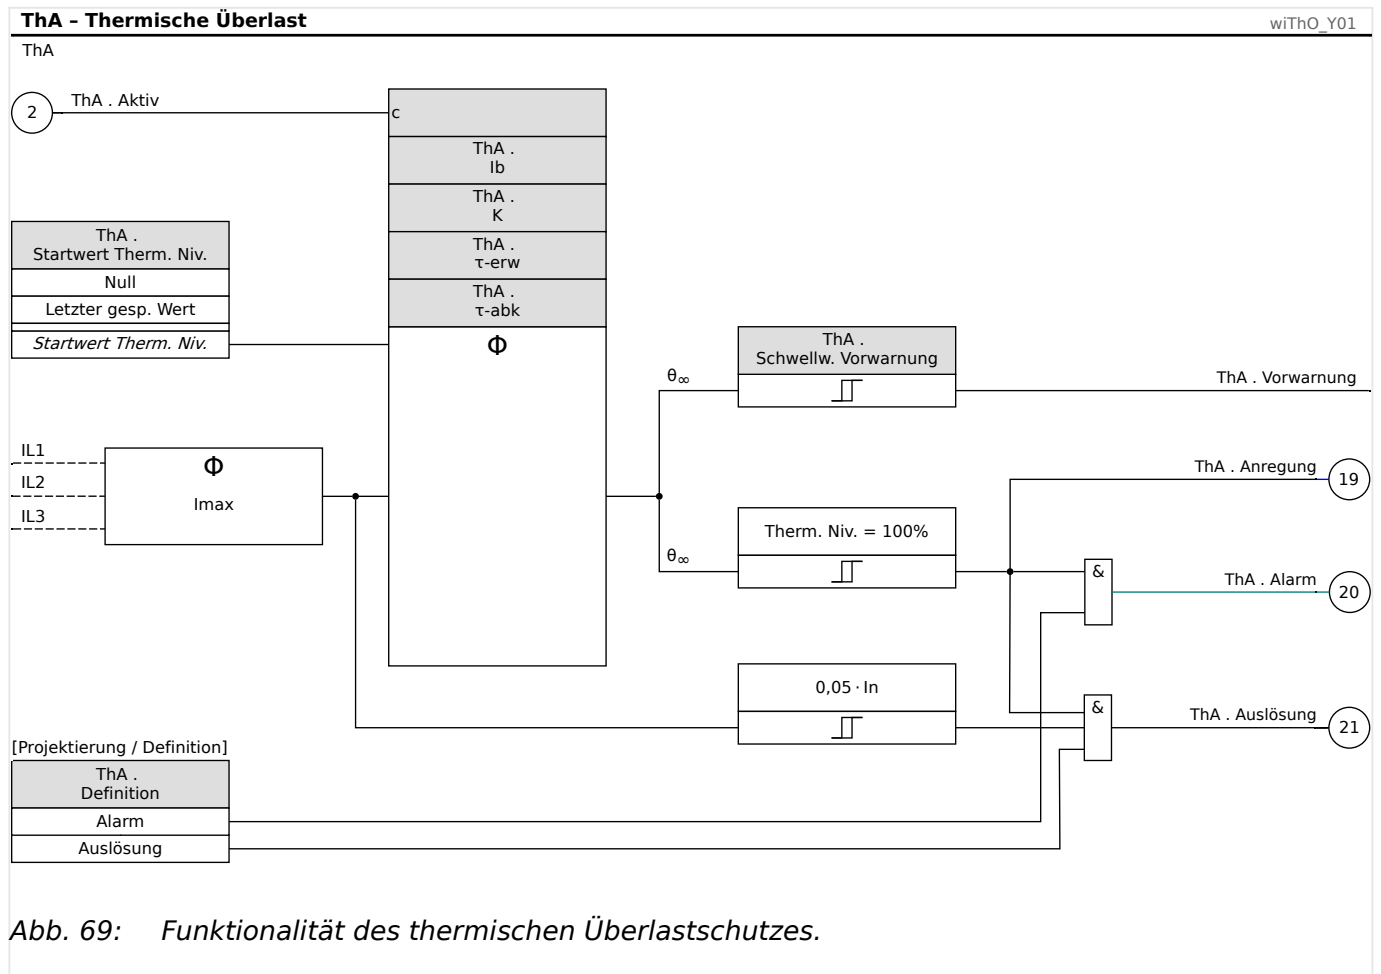 ThA – Thermische Überlast
wiThO_Y01
ThA
2
ThA . Aktiv
c
ThA .
Ib
ThA .
K
ThA .
τ-erw
ThA .
τ-abk
Φ
ThA .
Startwert Therm. Niv.
Null
Letzter gesp. Wert
Startwert Therm. Niv.
IL1
IL2
IL3
Φ
Imax
θ∞
ThA .
Schwellw. Vorwarnung
ThA . Vorwarnung
θ∞
Therm. Niv. = 100%
ThA . Anregung
19
&
ThA . Alarm
20
0,05 · In
&
ThA . Auslösung
21
[Projektierung / Definition]
ThA .
Definition
Alarm
Auslösung
Abb. 69: Funktionalität des thermischen Überlastschutzes.